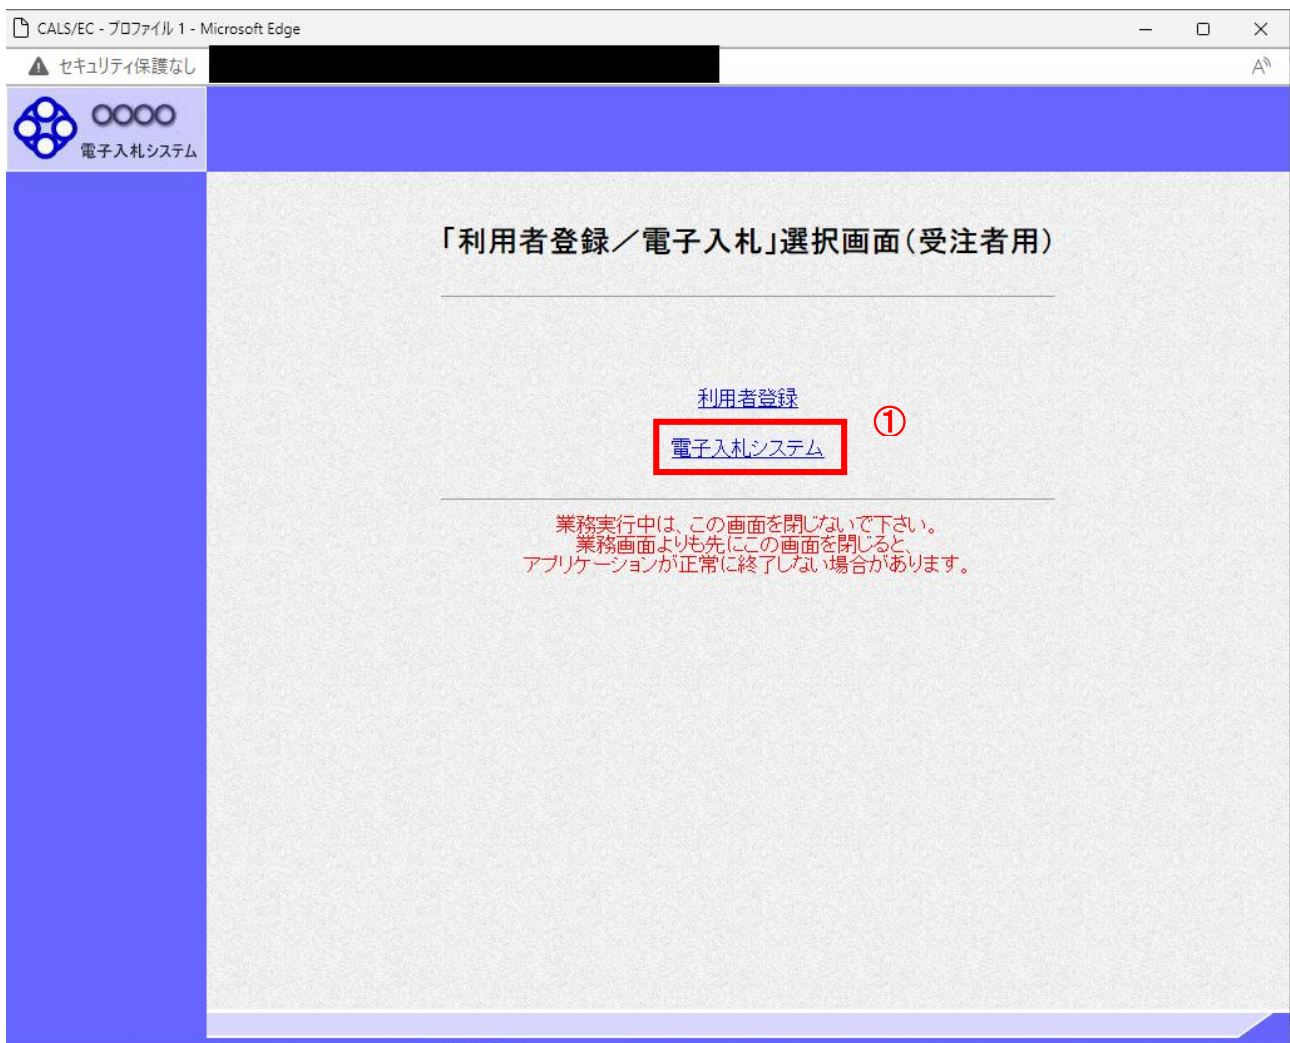 CALS/EC - プロファイル 1 - Microsoft Edge
セキュリティ保護なし
A
○○○○
電子入札システム
「利用者登録／電子入札」選択画面(受注者用)
利用者登録
①
電子入札システム
業務実行中は、この画面を閉じないで下さい。
業務画面よりも先にこの画面を閉じると、
アプリケーションが正常に終了しない場合があります。